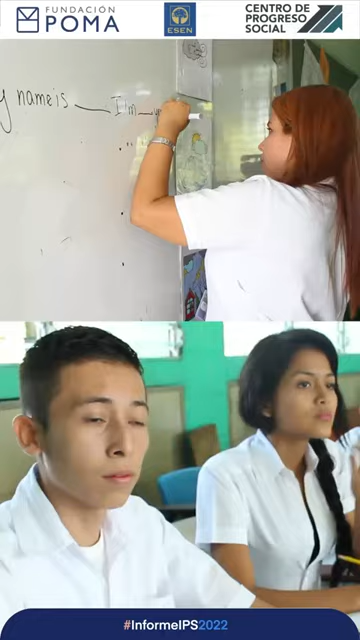 FUNDACIÓN
POMA
ESEN
CENTRO DE
PROGRESO
SOCIAL
y name is
I'm
#InformeIPS2022